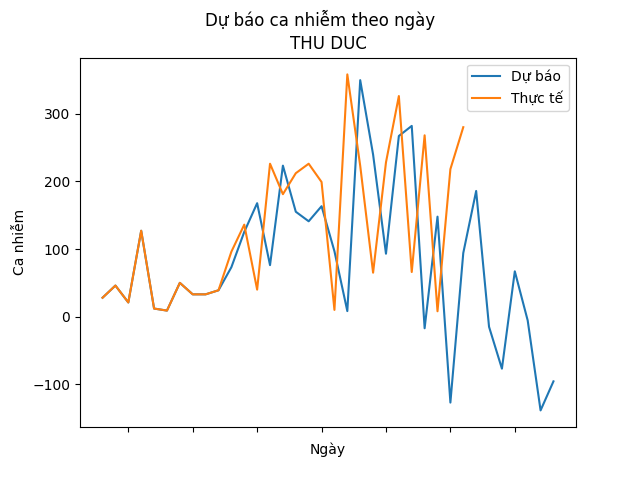 Dự báo ca nhiễm theo ngày
THU DUC
Dự báo
Thực tế
300
200
100
0
−100
Ca nhiễm
Ngày